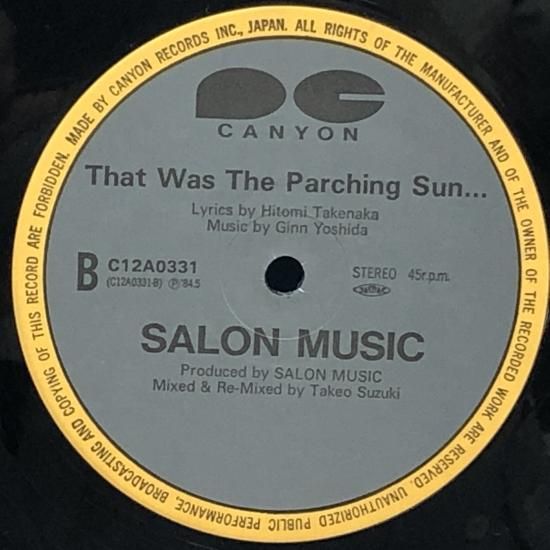 CANYON
That Was The Parching Sun...
Lyrics by Hitomi Takenaka
Music by Ginn Yoshida
B C12A0331
(C12A0331-B) Ⓟ'84.5
STEREO 45r.p.m.
SALON MUSIC
Produced by SALON MUSIC
Mixed & Re-Mixed by Takeo Suzuki
MADE BY CANYON RECORDS INC., JAPAN. ALL RIGHTS OF THE MANUFACTURER AND OF THE OWNER OF THE RECORDED WORK ARE RESERVED. UNAUTHORIZED PUBLIC PERFORMANCE, BROADCASTING AND COPYING OF THIS RECORD ARE FORBIDDEN.